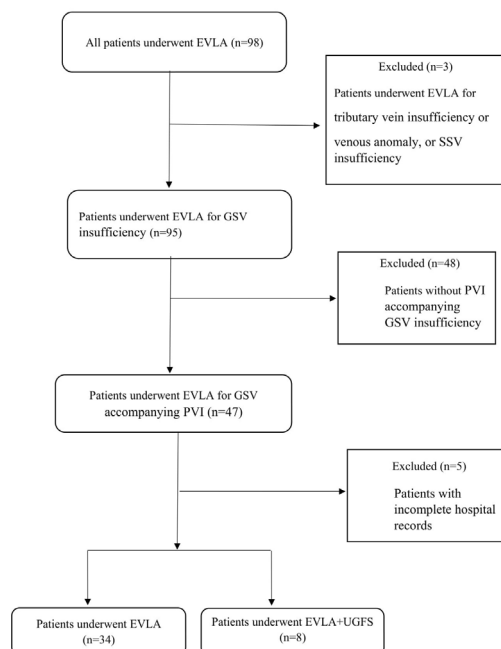 All patients underwent EVLA (n=98)
Excluded (n=3)
Patients underwent EVLA for
tributary vein insufficiency or
venous anomaly, or SSV
insufficiency
Patients underwent EVLA for GSV
insufficiency (n=95)
Excluded (n=48)
Patients without PVI
accompanying
GSV insufficiency
Patients underwent EVLA for GSV
accompanying PVI (n=47)
Excluded (n=5)
Patients with
incomplete hospital
records
Patients underwent EVLA
(n=34)
Patients underwent EVLA+UGFS
(n=8)